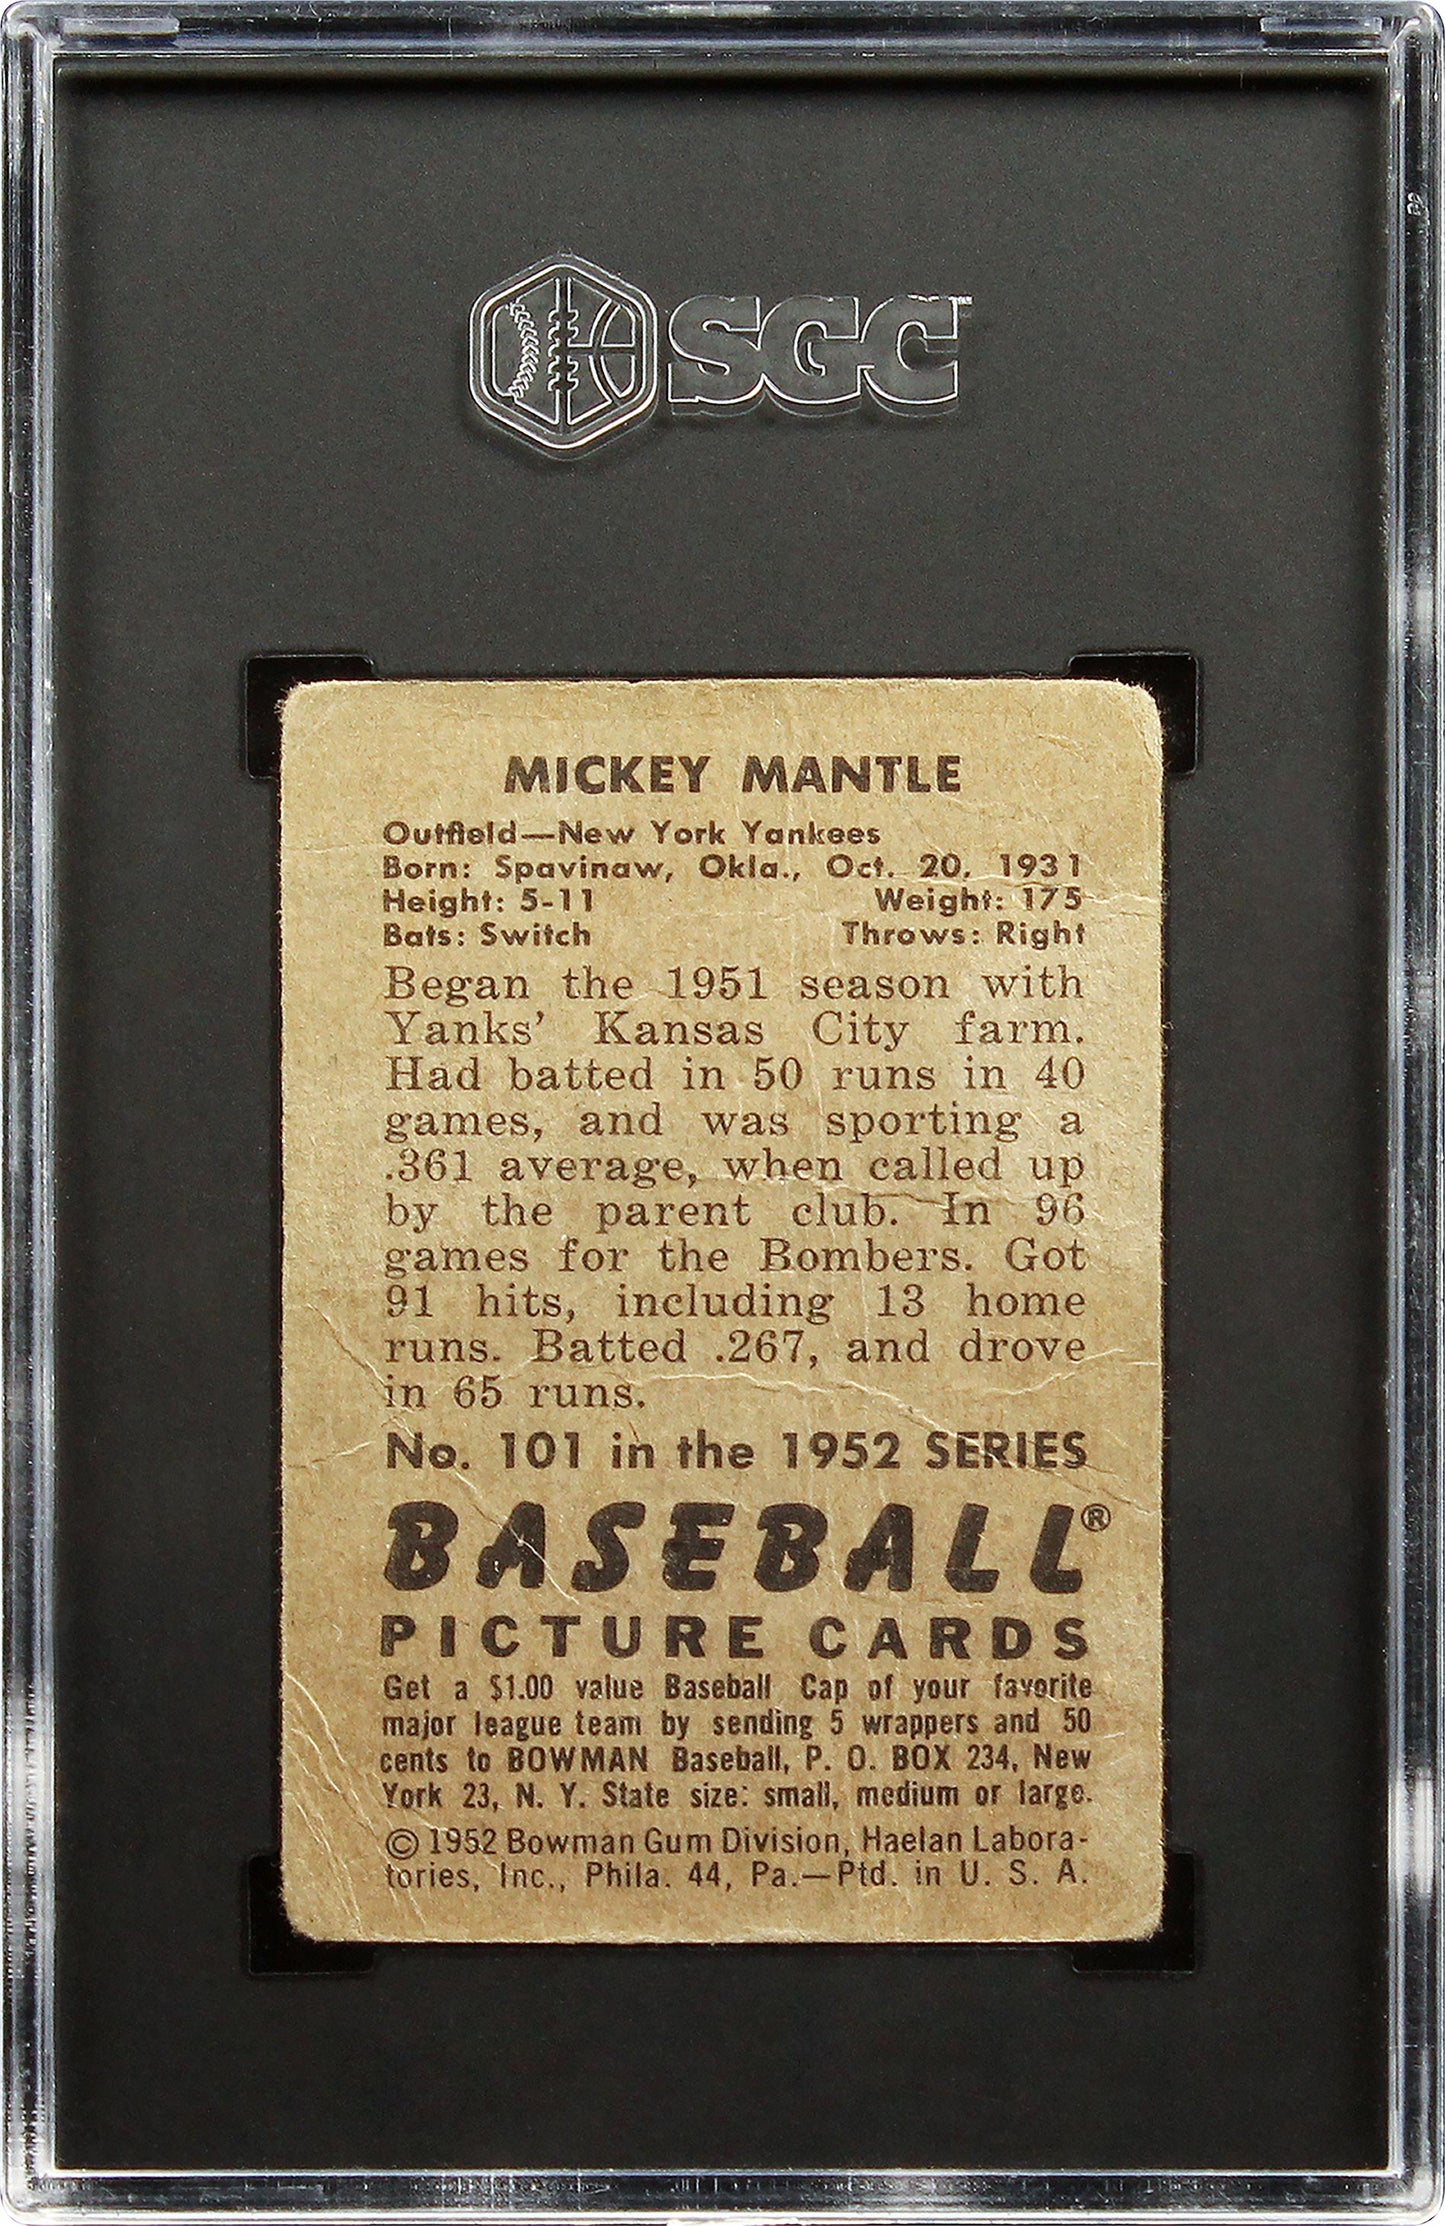 SGC
MICKEY MANTLE
Outfield—New York Yankees
Born: Spavinaw, Okla., Oct. 20, 1931
Height: 5-11 Weight: 175
Bats: Switch Throws: Right
Began the 1951 season with
Yanks' Kansas City farm.
Had batted in 50 runs in 40
games, and was sporting a
.361 average, when called up
by the parent club. In 96
games for the Bombers. Got
91 hits, including 13 home
runs. Batted .267, and drove
in 65 runs.
No. 101 in the 1952 SERIES
BASEBALL®
PICTURE CARDS
Get a $1.00 value Baseball Cap of your favorite
major league team by sending 5 wrappers and 50
cents to BOWMAN Baseball, P. O. BOX 234, New
York 23, N. Y. State size: small, medium or large.
© 1952 Bowman Gum Division, Haelan Labora-
tories, Inc., Phila. 44, Pa.—Ptd. in U. S. A.